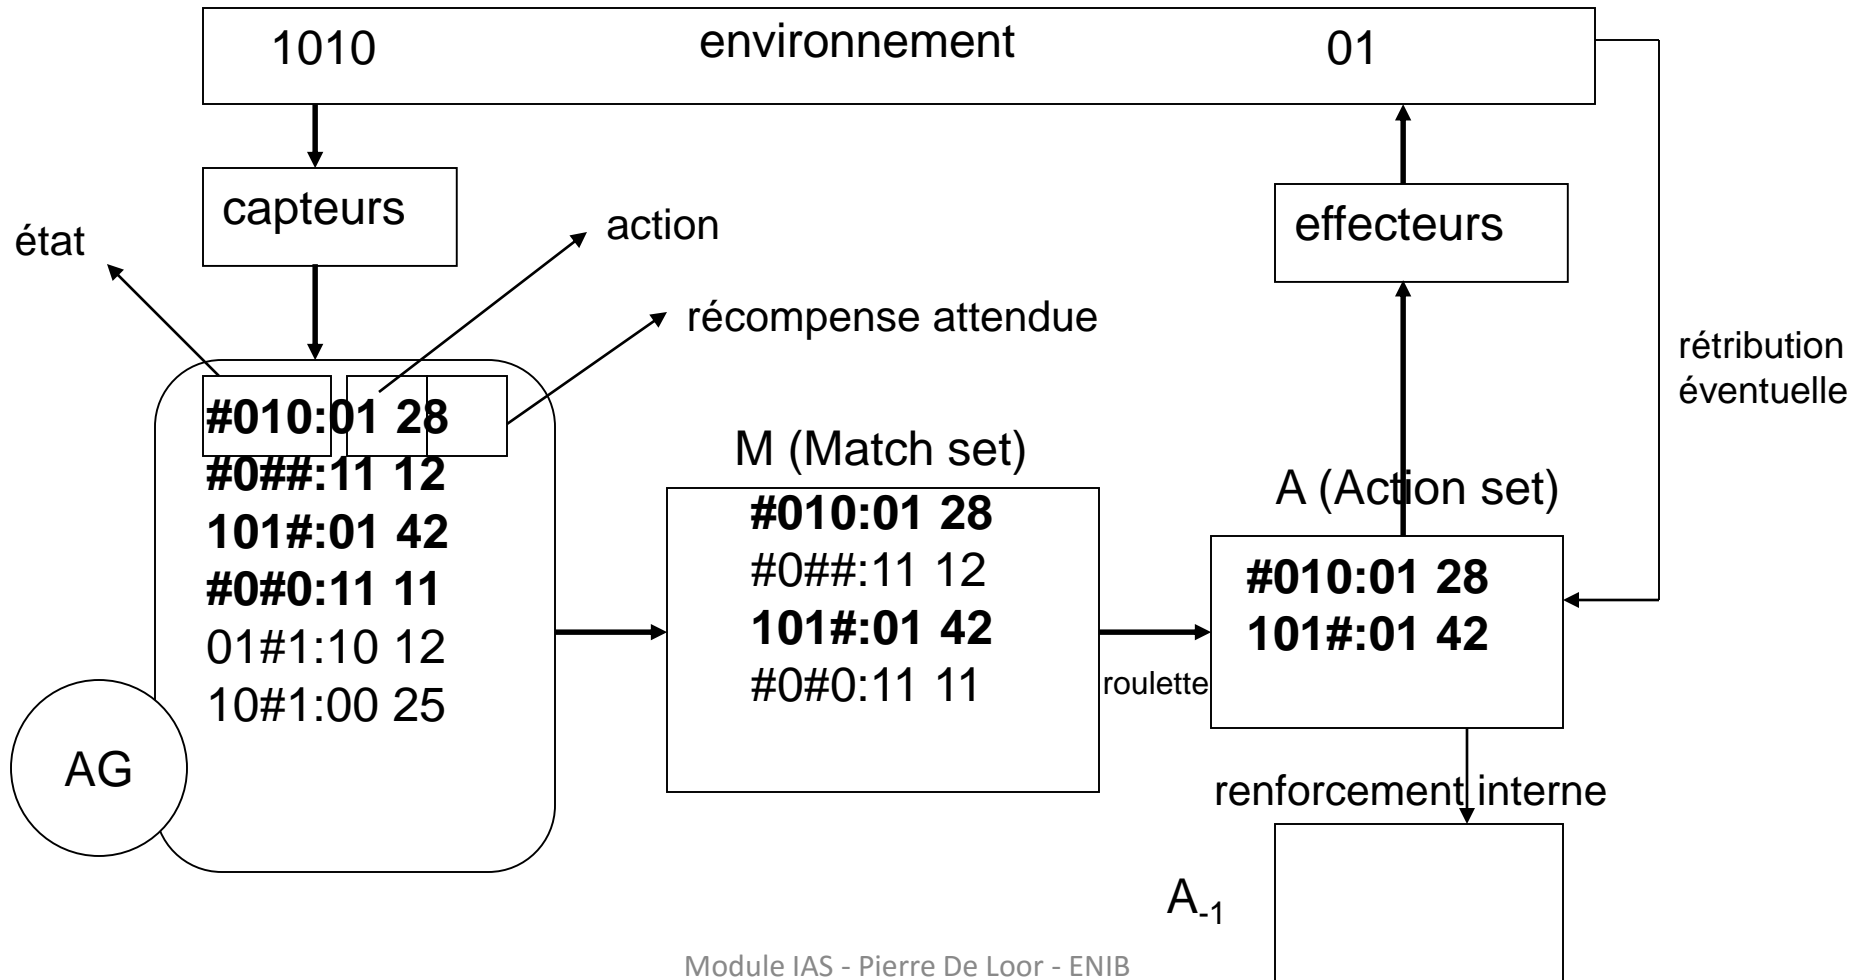 1010 environnement 01
capteurs
effecteurs
état
action
récompense attendue
rétribution
éventuelle
#010:01 28
#0##:11 12
101#:01 42
#0#0:11 11
01#1:10 12
10#1:00 25
AG
M (Match set)
#010:01 28
#0##:11 12
101#:01 42
#0#0:11 11
roulette
A (Action set)
#010:01 28
101#:01 42
renforcement interne
A-1
Module IAS - Pierre De Loor - ENIB